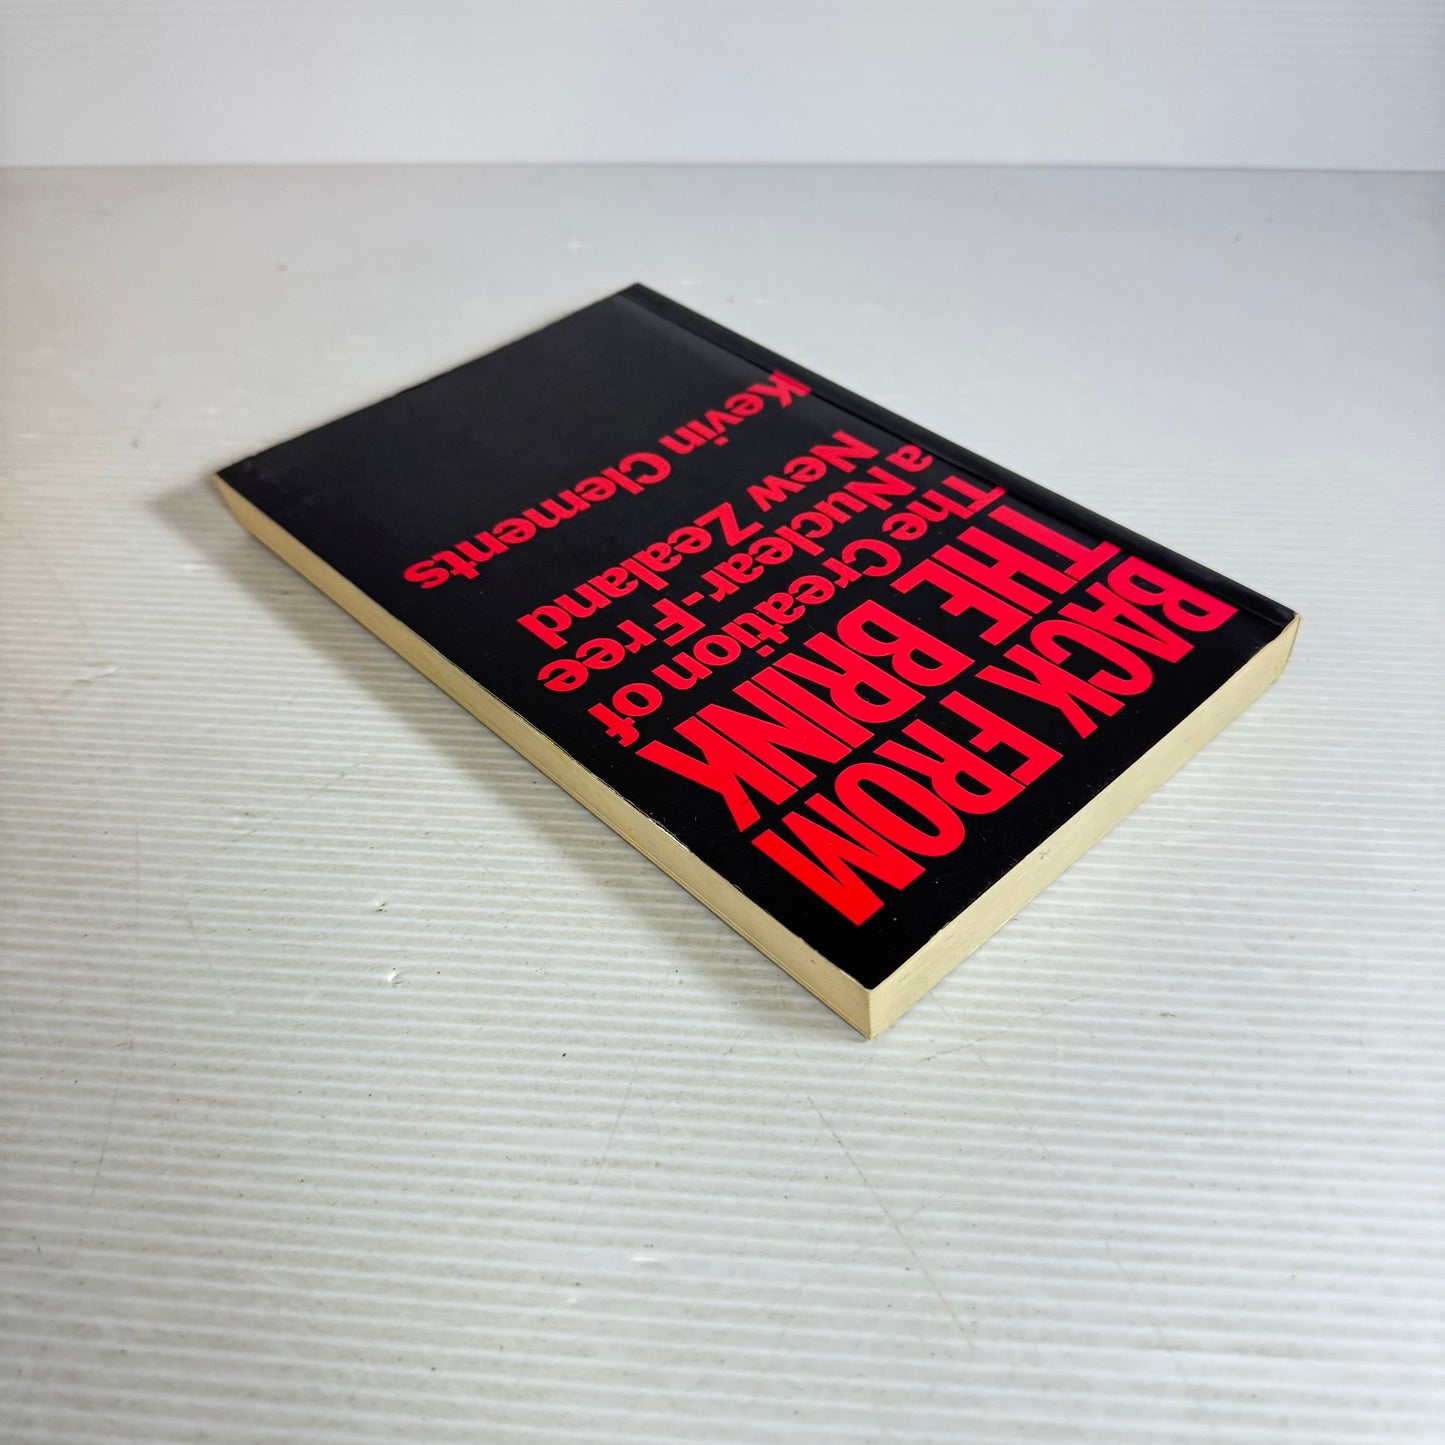 BACK FROM
THE BRINK
The Creation of
a Nuclear-Free
New Zealand
Kevin Clements